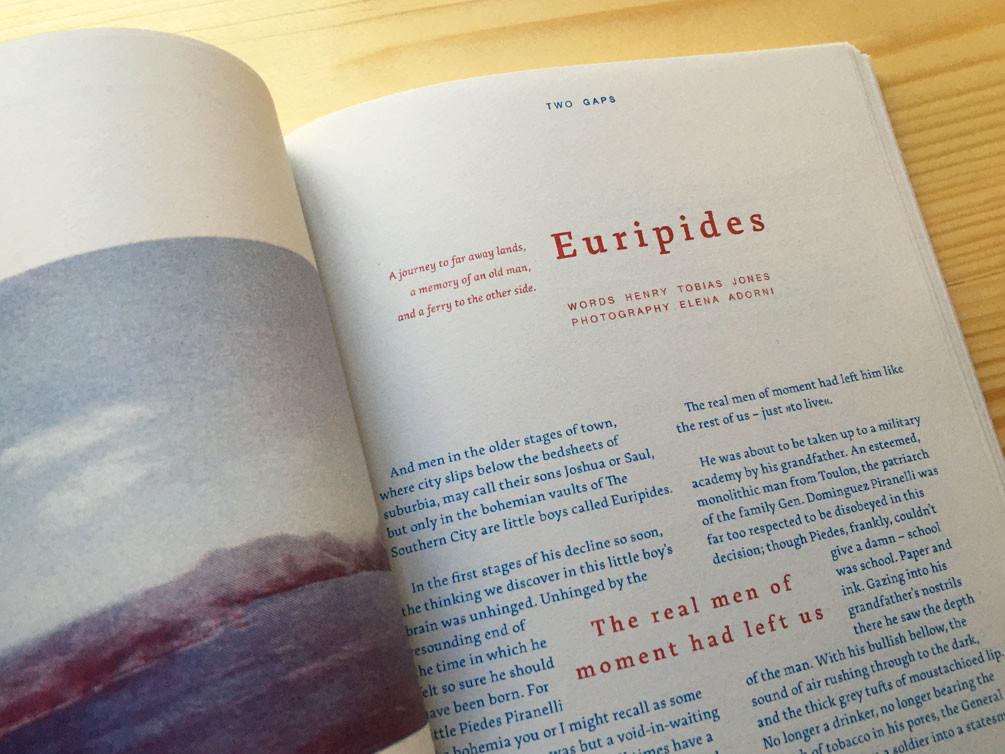 TWO GAPS
A journey to far away lands,
a memory of an old man,
and a ferry to the other side.
Euripides
WORDS HENRY TOBIAS JONES
PHOTOGRAPHY ELENA ADORNI
And men in the older stages of town,
where city slips below the bedsheets of
suburbia, may call their sons Joshua or Saul,
but only in the bohemian vaults of The
Southern City are little boys called Euripides.
In the first stages of his decline so soon,
the thinking we discover in this little boy's
brain was unhinged. Unhinged by the
resounding end of
the time in which he
felt so sure he should
have been born. For
little Piedes Piranelli
bohemia you or I might recall as some
was but a void-in-waiting
times have a
The real men of
moment had left us
The real men of moment had left him like
the rest of us – just »to live«.
He was about to be taken up to a military
academy by his grandfather. An esteemed,
monolithic man from Toulon, the patriarch
of the family Gen. Dominguez Piranelli was
far too respected to be disobeyed in this
decision; though Piedes, frankly, couldn't
give a damn – school
was school. Paper and
ink. Gazing into his
grandfather's nostrils
there he saw the depth
of the man. With his bullish bellow, the
sound of air rushing through to the dark,
and the thick grey tufts of moustachioed lip.
No longer a drinker, no longer bearing the
of tobacco in his pores, the General
a soldier into a